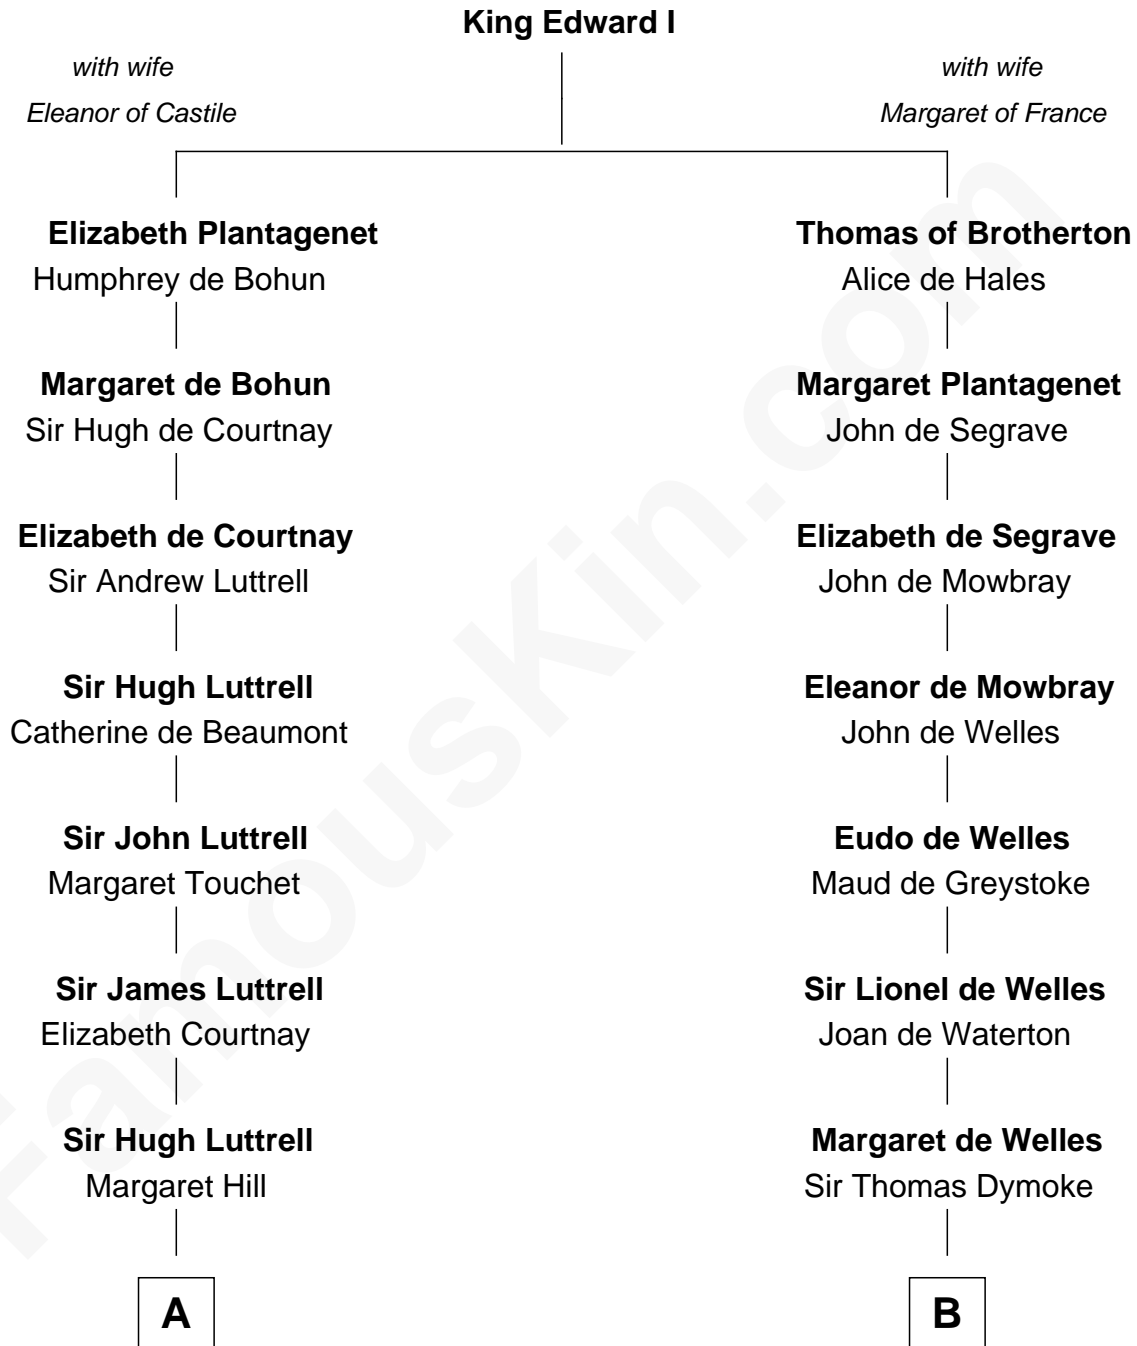 King Edward I
with wife
Eleanor of Castile
with wife
Margaret of France
Elizabeth Plantagenet
Humphrey de Bohun
Margaret de Bohun
Sir Hugh de Courtnay
Elizabeth de Courtnay
Sir Andrew Luttrell
Sir Hugh Luttrell
Catherine de Beaumont
Sir John Luttrell
Margaret Touchet
Sir James Luttrell
Elizabeth Courtnay
Sir Hugh Luttrell
Margaret Hill
A
Thomas of Brotherton
Alice de Hales
Margaret Plantagenet
John de Segrave
Elizabeth de Segrave
John de Mowbray
Eleanor de Mowbray
John de Welles
Eudo de Welles
Maud de Greystoke
Sir Lionel de Welles
Joan de Waterton
Margaret de Welles
Sir Thomas Dymoke
B
FamousKin.com